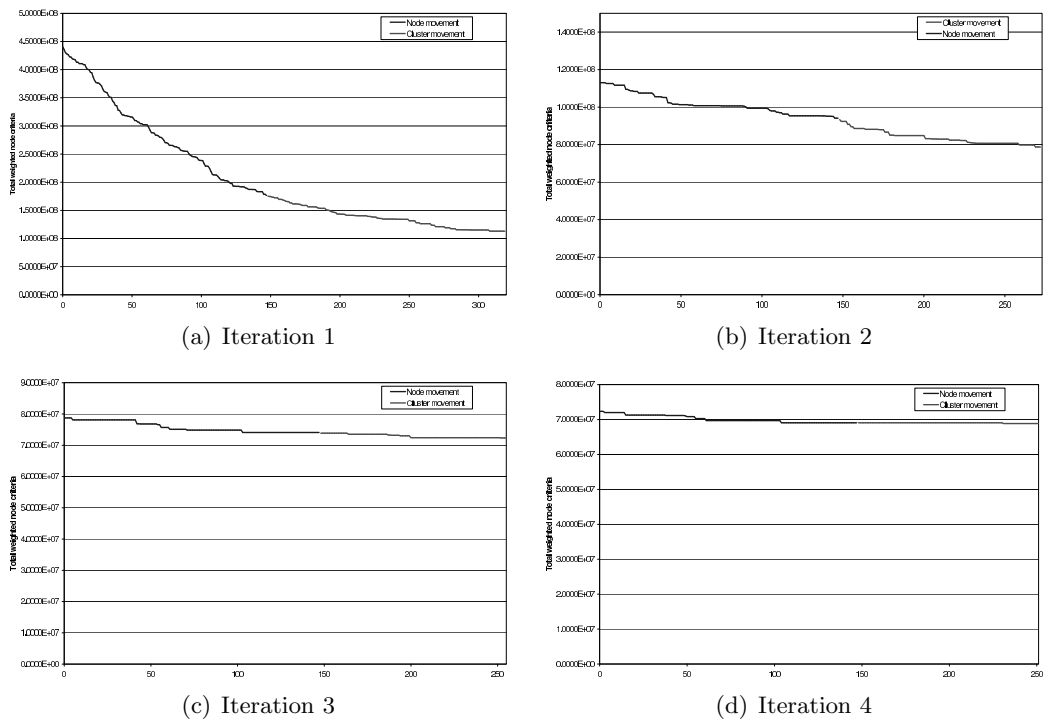 5.0000E+08
4.5000E+08
4.0000E+08
3.5000E+08
3.0000E+08
2.5000E+08
2.0000E+08
1.5000E+08
1.0000E+08
5.0000E+07
0.0000E+00
Total weighted node criteria
Node movement
Cluster movement
0 50 100 150 200 250 300
(a) Iteration 1
1.4000E+08
1.2000E+08
1.0000E+08
8.0000E+07
6.0000E+07
4.0000E+07
2.0000E+07
0.0000E+00
Total weighted node criteria
Cluster movement
Node movement
0 50 100 150 200 250
(b) Iteration 2
9.0000E+07
8.0000E+07
7.0000E+07
6.0000E+07
5.0000E+07
4.0000E+07
3.0000E+07
2.0000E+07
1.0000E+07
0.0000E+00
Total weighted node criteria
Node movement
Cluster movement
0 50 100 150 200 250
(c) Iteration 3
8.0000E+07
7.0000E+07
6.0000E+07
5.0000E+07
4.0000E+07
3.0000E+07
2.0000E+07
1.0000E+07
0.0000E+00
Total weighted node criteria
Node movement
Cluster movement
0 50 100 150 200 250
(d) Iteration 4